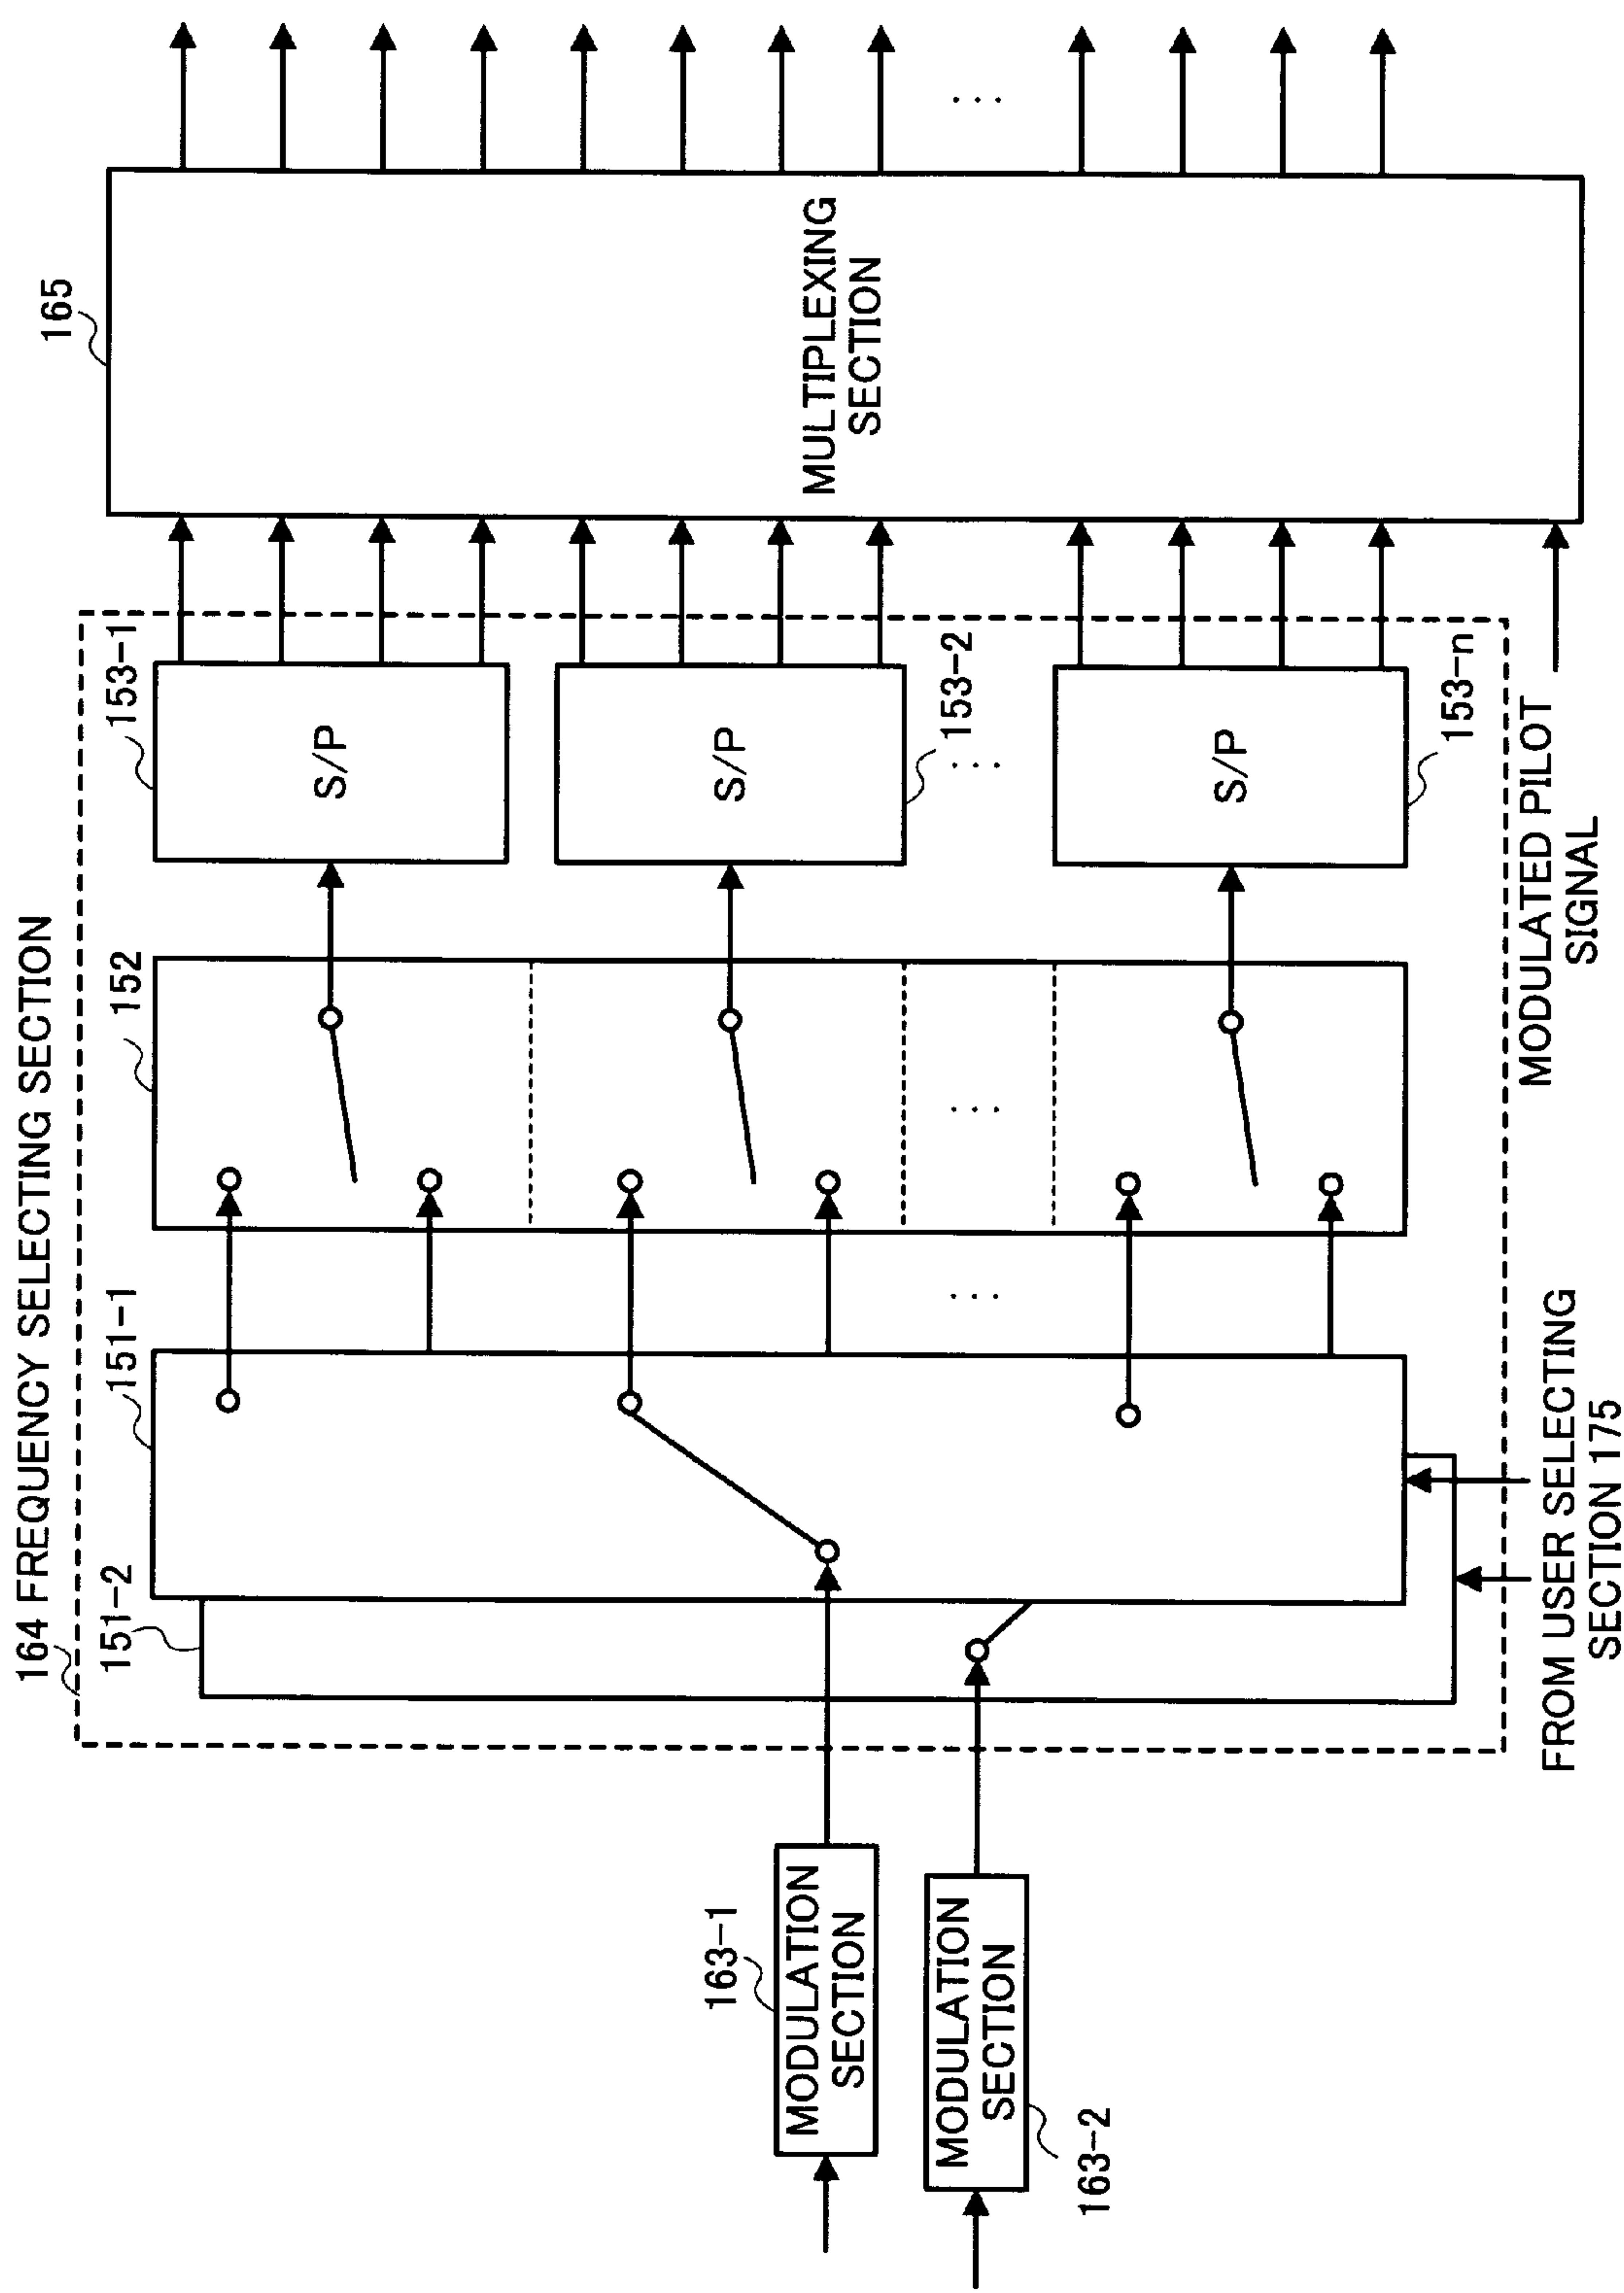 164 FREQUENCY SELECTING SECTION
163-1
MODULATION
SECTION
MODULATION
SECTION
163-2
151-2
151-1
152
153-1
S/P
S/P
153-2
S/P
153-n
...
...
...
FROM USER SELECTING
SECTION 175
MODULATED PILOT
SIGNAL
165
MULTIPLEXING
SECTION
...